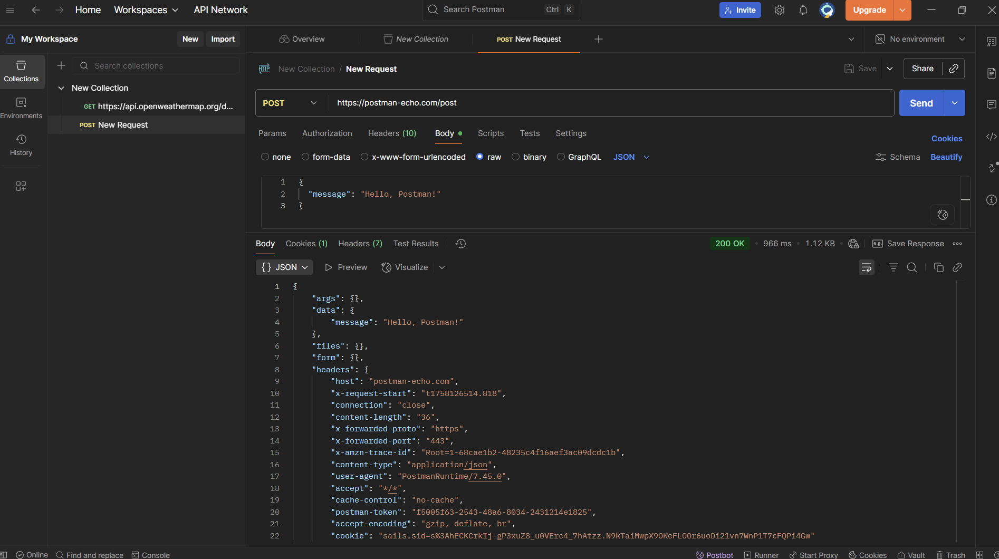 Home Workspaces API Network Search Postman Ctrl K Invite Upgrade
My Workspace New Import Overview New Collection POST New Request No environment
Collections
Environments
History
Search collections
New Collection
GET https://api.openweathermap.org/d...
POST New Request
HTTP New Collection / New Request Save Share
POST https://postman-echo.com/post Send
Params Authorization Headers (10) Body Scripts Tests Settings Cookies
none form-data x-www-form-urlencoded raw binary GraphQL JSON Schema Beautify
1 {
2 "message": "Hello, Postman!"
3 }
Body Cookies (1) Headers (7) Test Results 200 OK • 966 ms • 1.12 KB • e.g. Save Response
{} JSON Preview Visualize
1 {
2 "args": {},
3 "data": {
4 "message": "Hello, Postman!"
5 },
6 "files": {},
7 "form": {},
8 "headers": {
9 "host": "postman-echo.com",
10 "x-request-start": "t1758126514.818",
11 "connection": "close",
12 "content-length": "36",
13 "x-forwarded-proto": "https",
14 "x-forwarded-port": "443",
15 "x-amzn-trace-id": "Root=1-68cae1b2-48235c4f16aef3ac09dcdc1b",
16 "content-type": "application/json",
17 "user-agent": "PostmanRuntime/7.45.0",
18 "accept": "*/*",
19 "cache-control": "no-cache",
20 "postman-token": "f5005f63-2543-48a6-8034-2431214e1825",
21 "accept-encoding": "gzip, deflate, br",
22 "cookie": "sails.sid=s%3AhECKCrkIj-gP3xuZ8_u0VErc4_7hAtzz.N9kTaiMwpX9OKeFLOOr6uoDi21vn7WnP1T7cFQPi4Gw"
Online Find and replace Console Postbot Runner Start Proxy Cookies Vault Trash